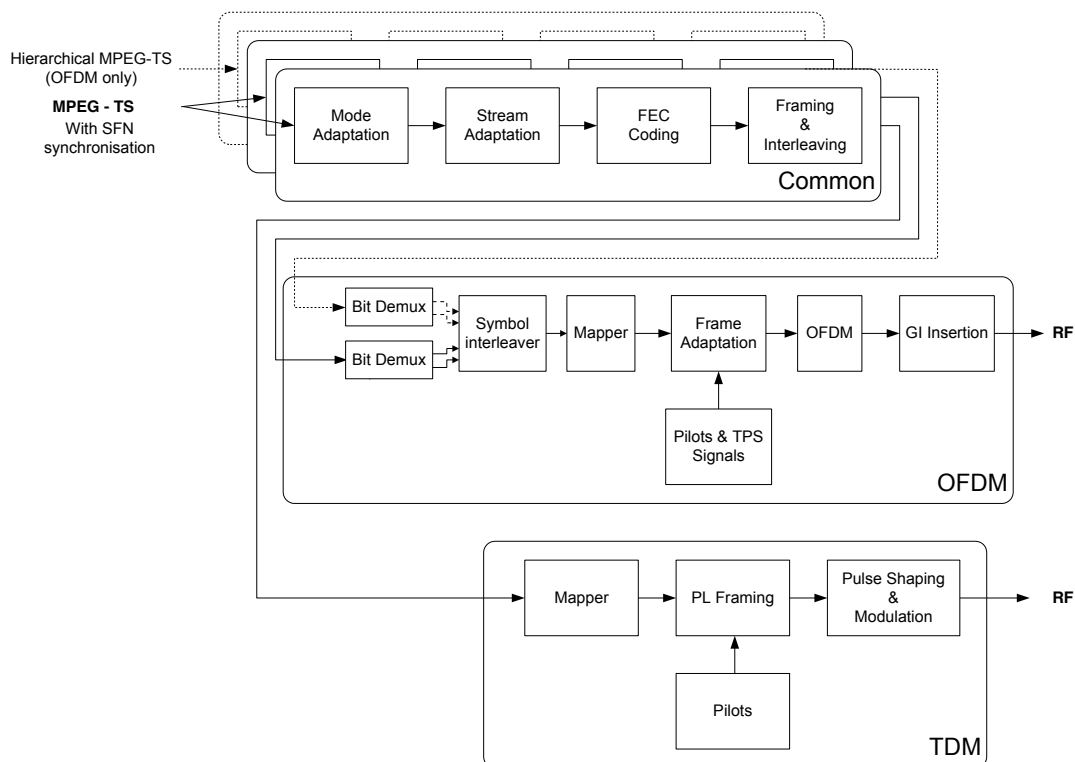 Hierarchical MPEG-TS
(OFDM only)
MPEG - TS
With SFN
synchronisation
Mode
Adaptation
Stream
Adaptation
FEC
Coding
Framing
&
Interleaving
Common
Bit Demux
Bit Demux
Symbol
interleaver
Mapper
Frame
Adaptation
OFDM
GI Insertion
RF
Pilots & TPS
Signals
OFDM
Mapper
PL Framing
Pulse Shaping
&
Modulation
RF
Pilots
TDM